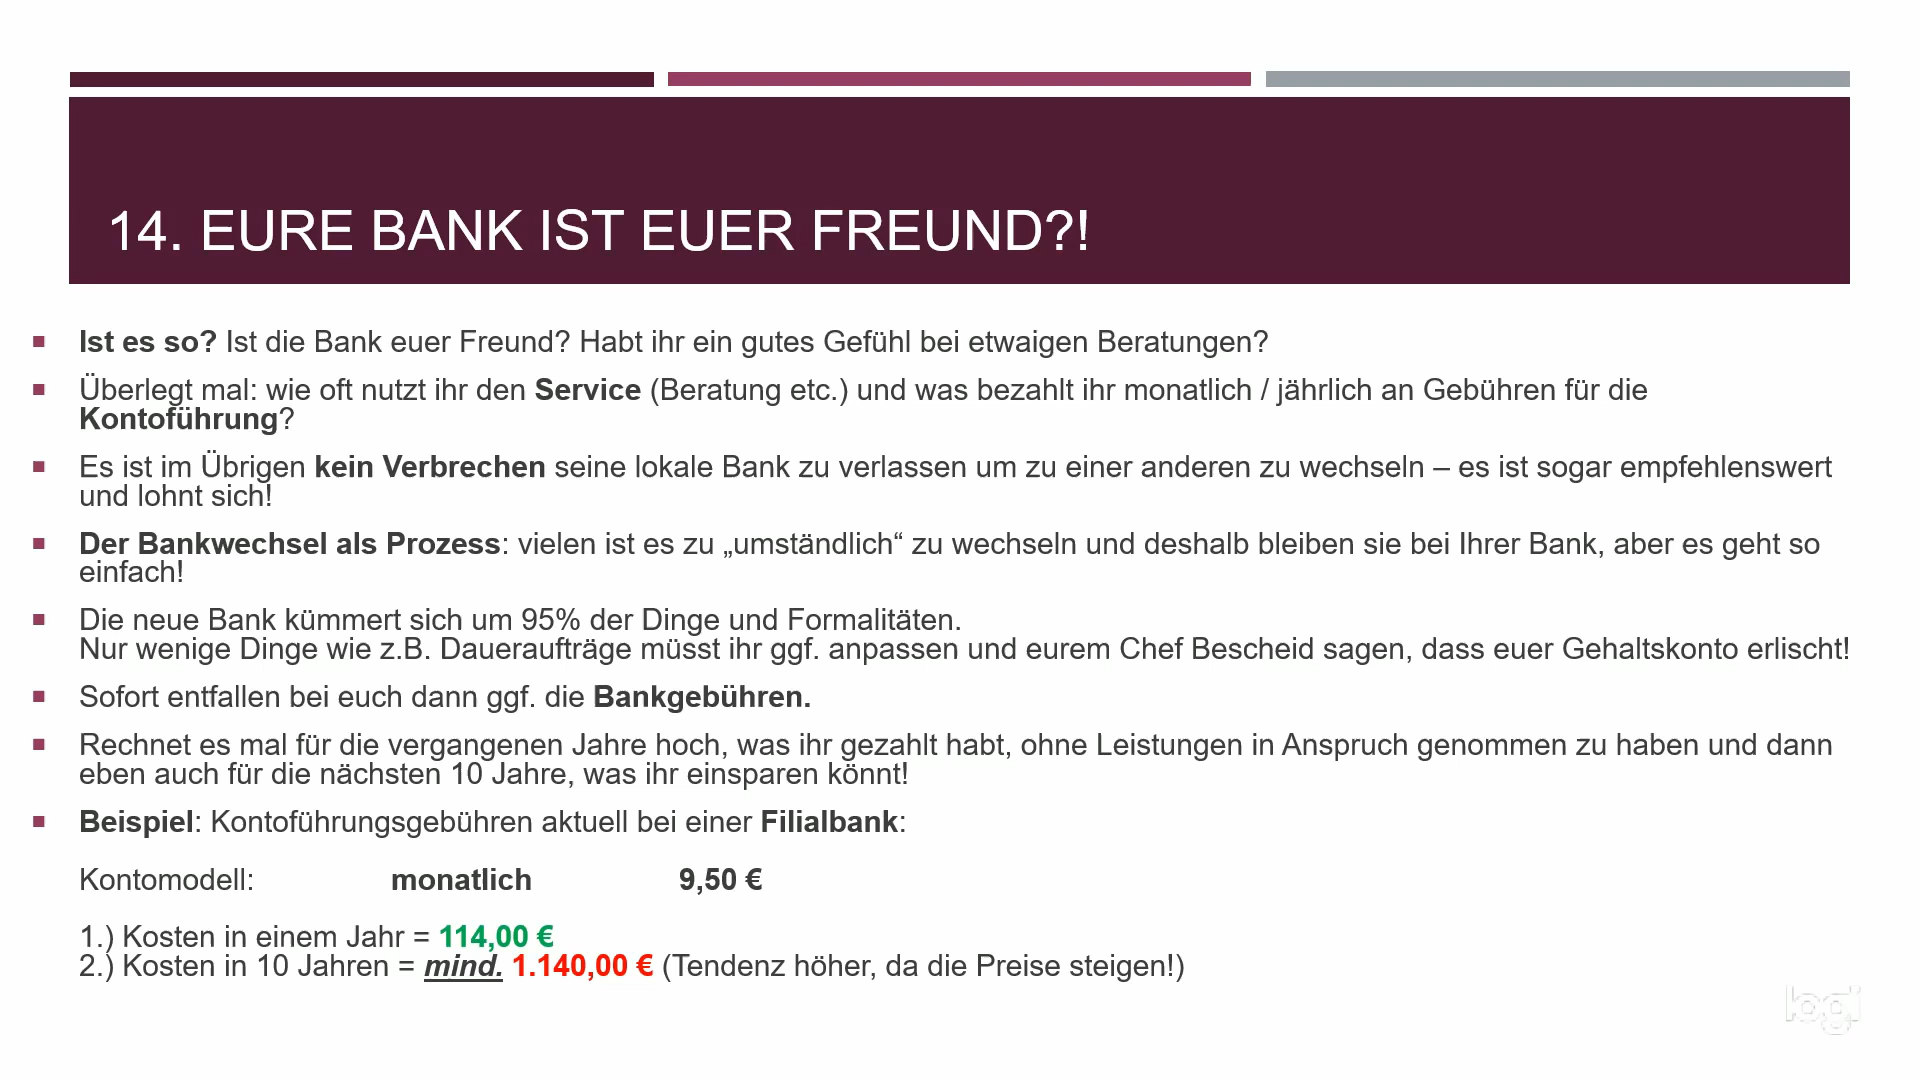 14. EURE BANK IST EUER FREUND?!
Ist es so? Ist die Bank euer Freund? Habt ihr ein gutes Gefühl bei etwaigen Beratungen?
Überlegt mal: wie oft nutzt ihr den Service (Beratung etc.) und was bezahlt ihr monatlich / jährlich an Gebühren für die
Kontoführung?
Es ist im Übrigen kein Verbrechen seine lokale Bank zu verlassen um zu einer anderen zu wechseln – es ist sogar empfehlenswert
und lohnt sich!
Der Bankwechsel als Prozess: vielen ist es zu „umständlich“ zu wechseln und deshalb bleiben sie bei Ihrer Bank, aber es geht so
einfach!
Die neue Bank kümmert sich um 95% der Dinge und Formalitäten.
Nur wenige Dinge wie z.B. Daueraufträge müsst ihr ggf. anpassen und eurem Chef Bescheid sagen, dass euer Gehaltskonto erlischt!
Sofort entfallen bei euch dann ggf. die Bankgebühren.
Rechnet es mal für die vergangenen Jahre hoch, was ihr gezahlt habt, ohne Leistungen in Anspruch genommen zu haben und dann
eben auch für die nächsten 10 Jahre, was ihr einsparen könnt!
Beispiel: Kontoführungsgebühren aktuell bei einer Filialbank:
Kontomodell: monatlich 9,50 €
1.) Kosten in einem Jahr = 114,00 €
2.) Kosten in 10 Jahren = mind. 1.140,00 € (Tendenz höher, da die Preise steigen!)
logi